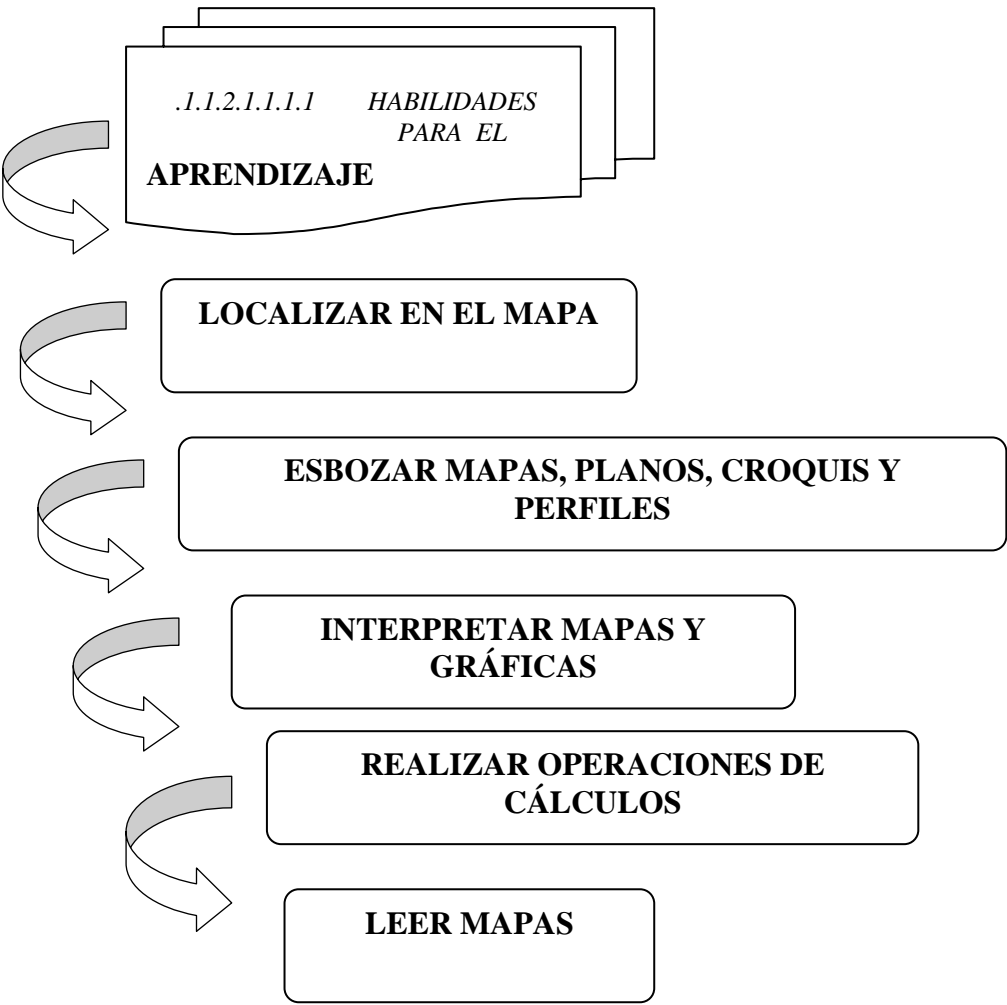 .1.1.2.1.1.1.1 HABILIDADES
PARA EL
APRENDIZAJE
LOCALIZAR EN EL MAPA
ESBOZAR MAPAS, PLANOS, CROQUIS Y
PERFILES
INTERPRETAR MAPAS Y
GRÁFICAS
REALIZAR OPERACIONES DE
CÁLCULOS
LEER MAPAS